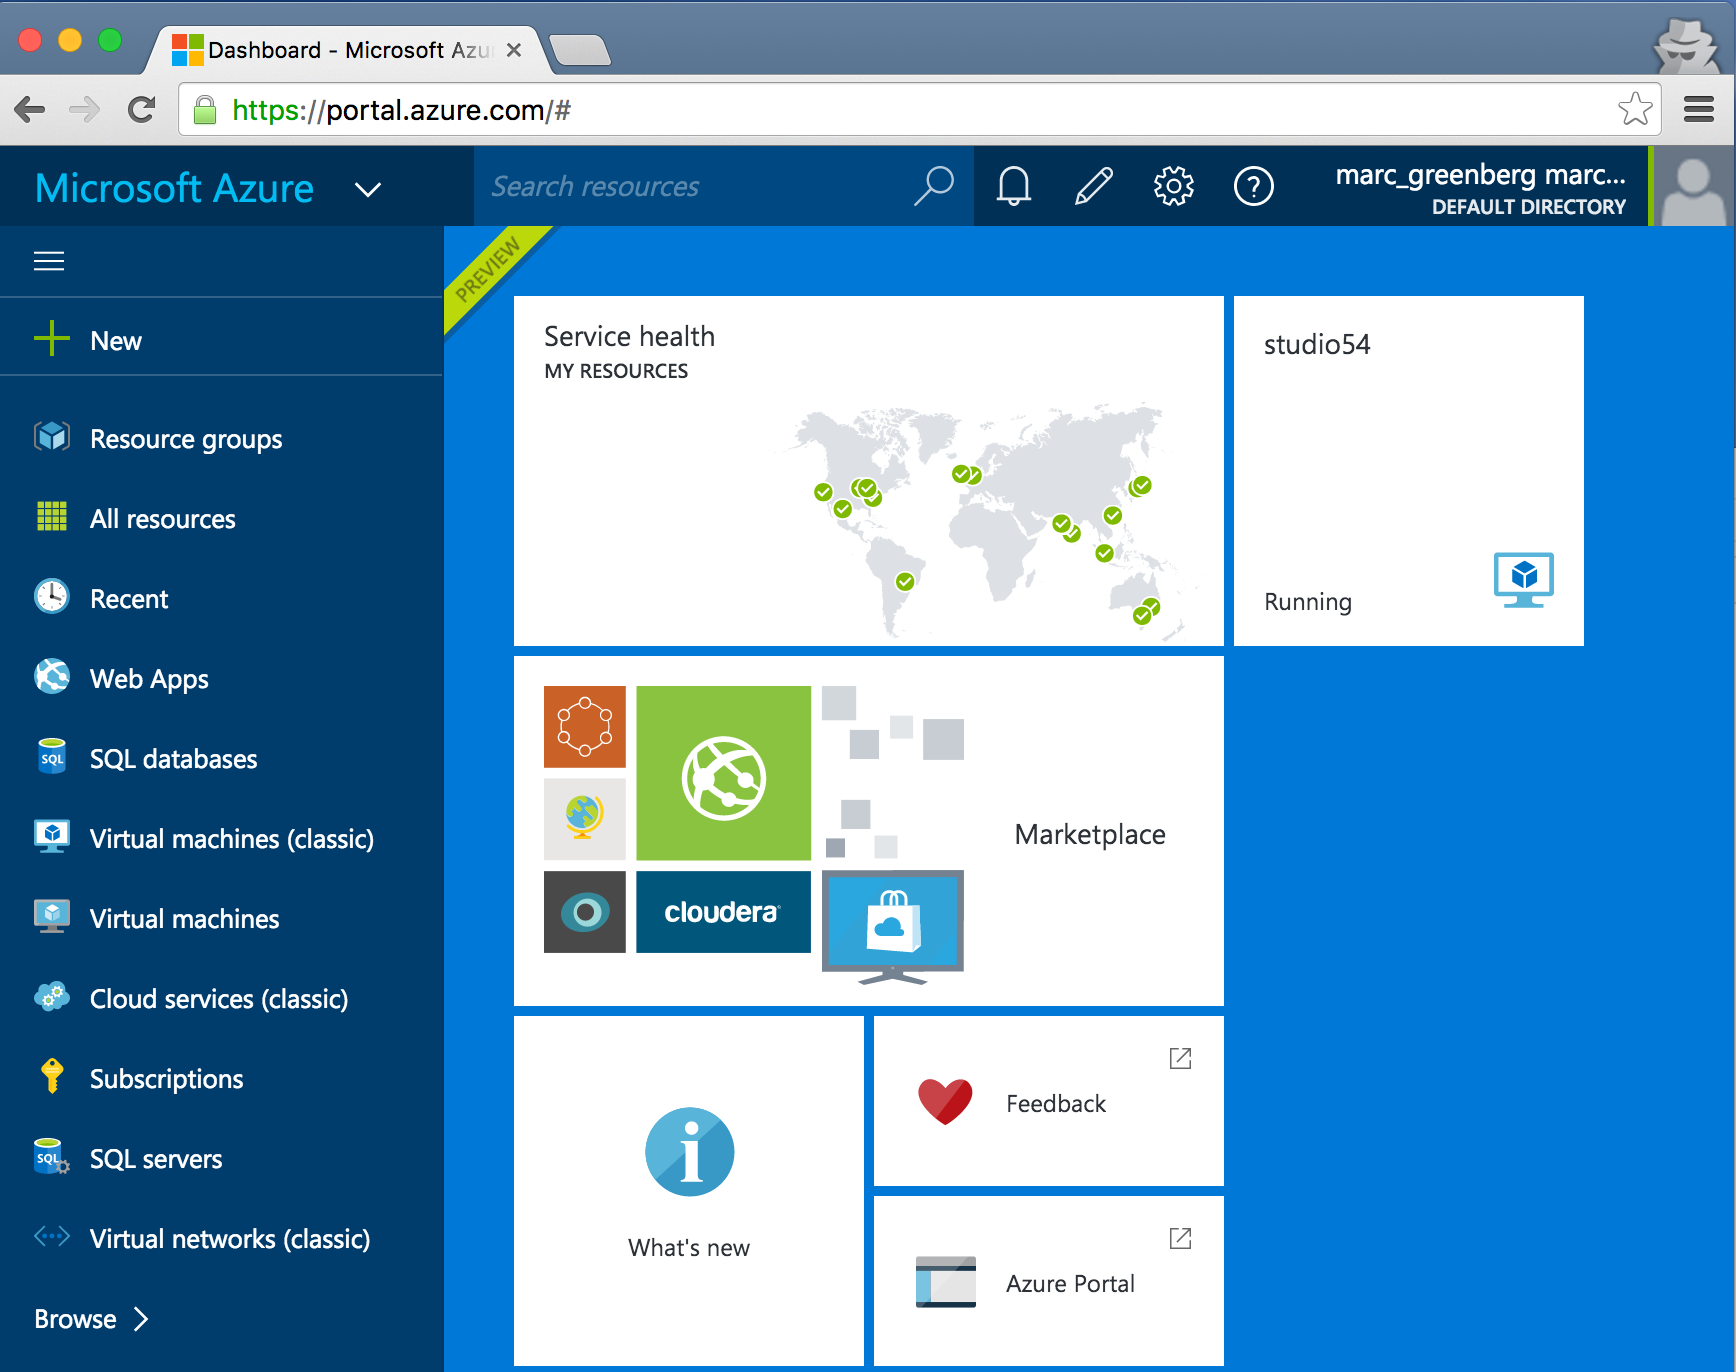 Dashboard - Microsoft Azu
https://portal.azure.com/#
Microsoft Azure
Search resources
?
marc_greenberg marc...
DEFAULT DIRECTORY
PREVIEW
New
Resource groups
All resources
Recent
Web Apps
SQL
SQL databases
Virtual machines (classic)
Virtual machines
Cloud services (classic)
Subscriptions
SQL
SQL servers
Virtual networks (classic)
Browse
Service health
MY RESOURCES
studio54
Running
cloudera
Marketplace
i
What's new
Feedback
Azure Portal